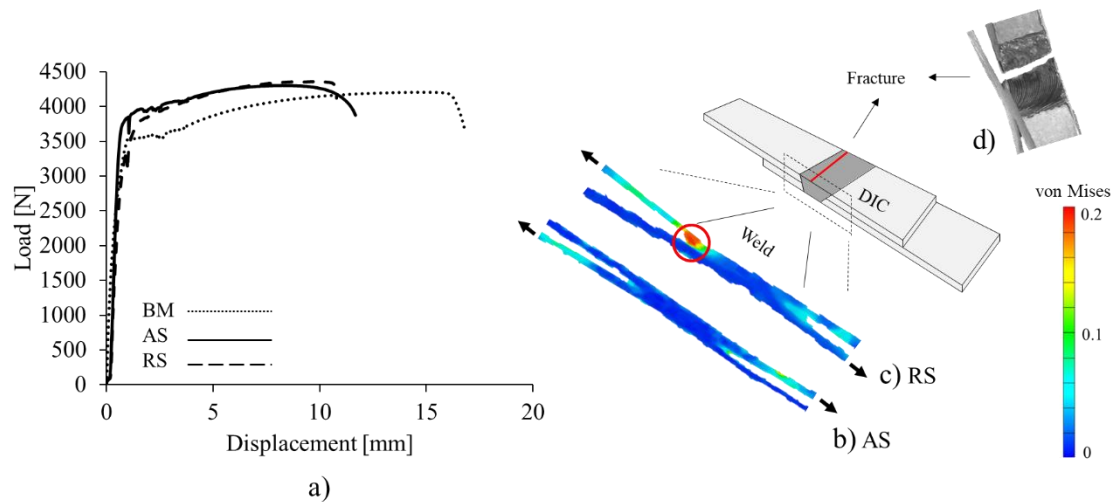 4500
4000
3500
3000
2500
2000
1500
1000
500
0
Load [N]
BM
AS
RS
0
5
10
15
20
Displacement [mm]
a)
Fracture
d)
DIC
Weld
c) RS
b) AS
von Mises
0.2
0.1
0